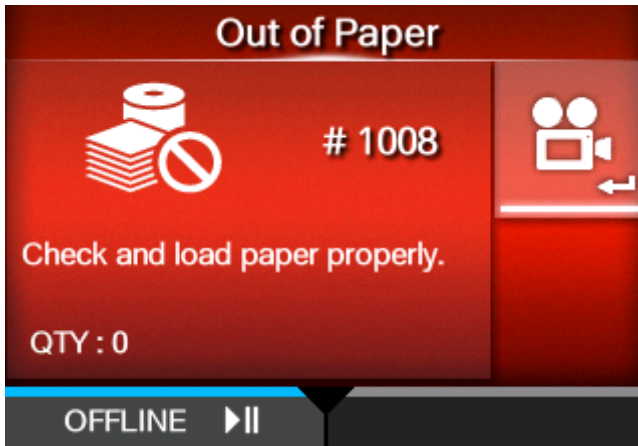 Out of Paper
# 1008
Check and load paper properly.
QTY : 0
OFFLINE